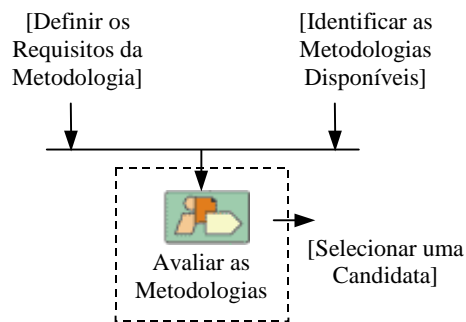 [Definir os
Requisitos da
Metodologia]
[Identificar as
Metodologias
Disponíveis]
Avaliar as
Metodologias
[Selecionar uma
Candidata]